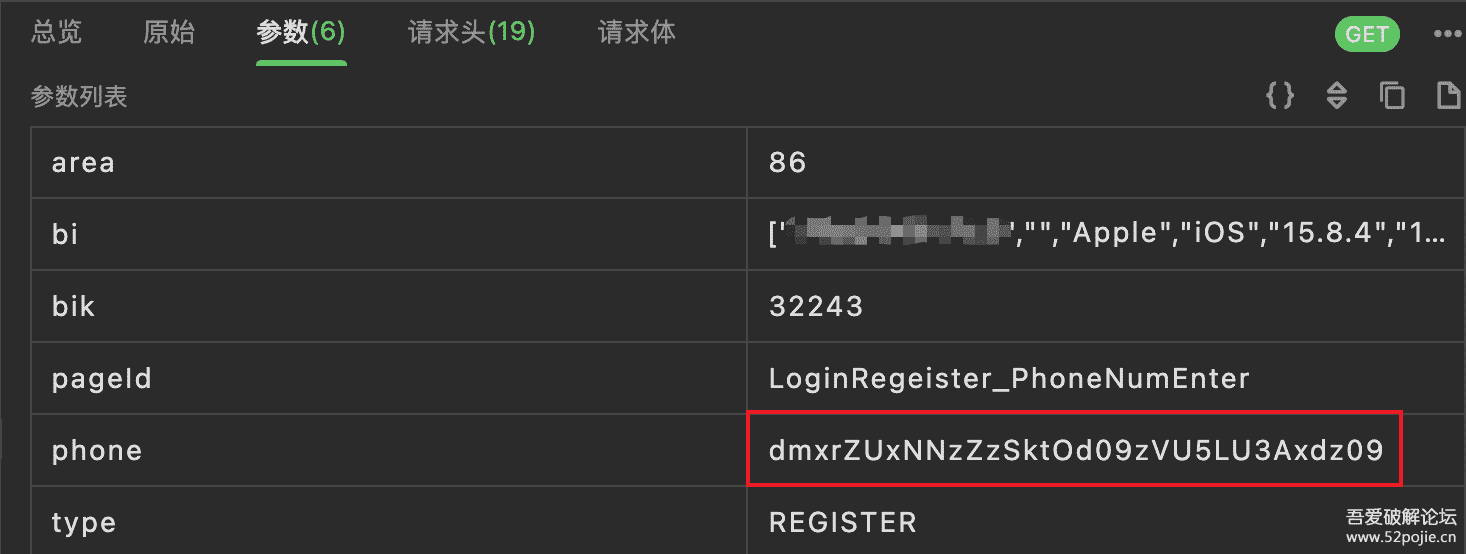 总览 原始 参数(6) 请求头(19) 请求体 GET
参数列表
area 86
bi ['   ',"","Apple","iOS","15.8.4","1...
bik 32243
pageId LoginRegeister_PhoneNumEnter
phone dmxrZUxNNzZzSktOd09zVU5LU3Axdz09
type REGISTER
吾爱破解论坛
www.52pojie.cn